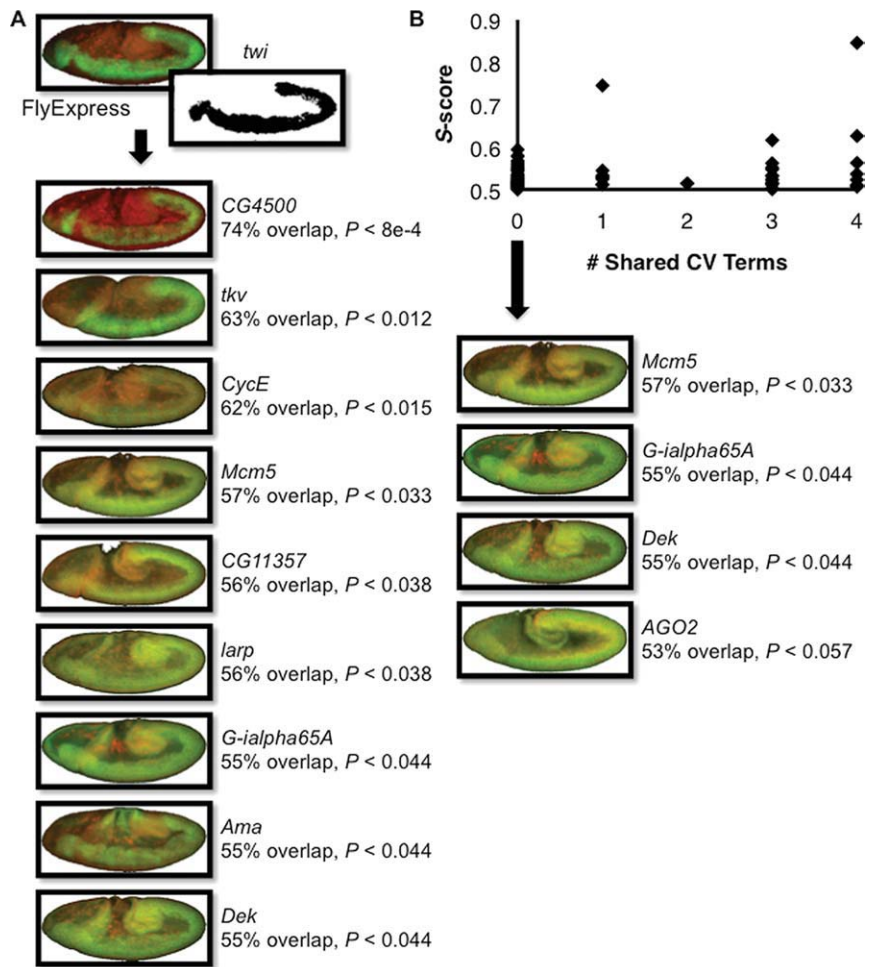 A
twi
FlyExpress
CG4500
74% overlap, P < 8e-4
tkv
63% overlap, P < 0.012
CycE
62% overlap, P < 0.015
Mcm5
57% overlap, P < 0.033
CG11357
56% overlap, P < 0.038
larp
56% overlap, P < 0.038
G-ialpha65A
55% overlap, P < 0.044
Ama
55% overlap, P < 0.044
Dek
55% overlap, P < 0.044
B
S-score
0.9
0.8
0.7
0.6
0.5
0 1 2 3 4
# Shared CV Terms
Mcm5
57% overlap, P < 0.033
G-ialpha65A
55% overlap, P < 0.044
Dek
55% overlap, P < 0.044
AGO2
53% overlap, P < 0.057